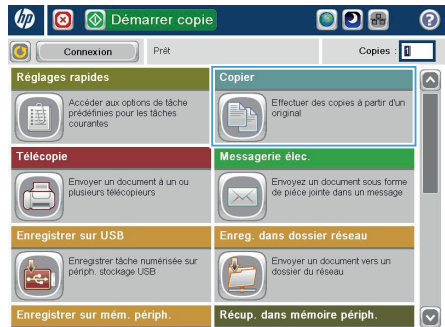 hp Démarrer copie ?
Connexion Prêt Copies : 1
Réglages rapides
Accéder aux options de tâche
prédéfinies pour les tâches
courantes
Copier
Effectuer des copies à partir d'un
original
Télécopie
Envoyer un document à un ou
plusieurs télécopieurs
Messagerie élec.
Envoyez un document sous forme
de pièce jointe dans un message
Enregistrer sur USB
Enregistrer tâche numérisée sur
périph. stockage USB
Enreg. dans dossier réseau
Envoyer un document vers un
dossier du réseau
Enregistrer sur mém. périph.
Récup. dans mémoire périph.